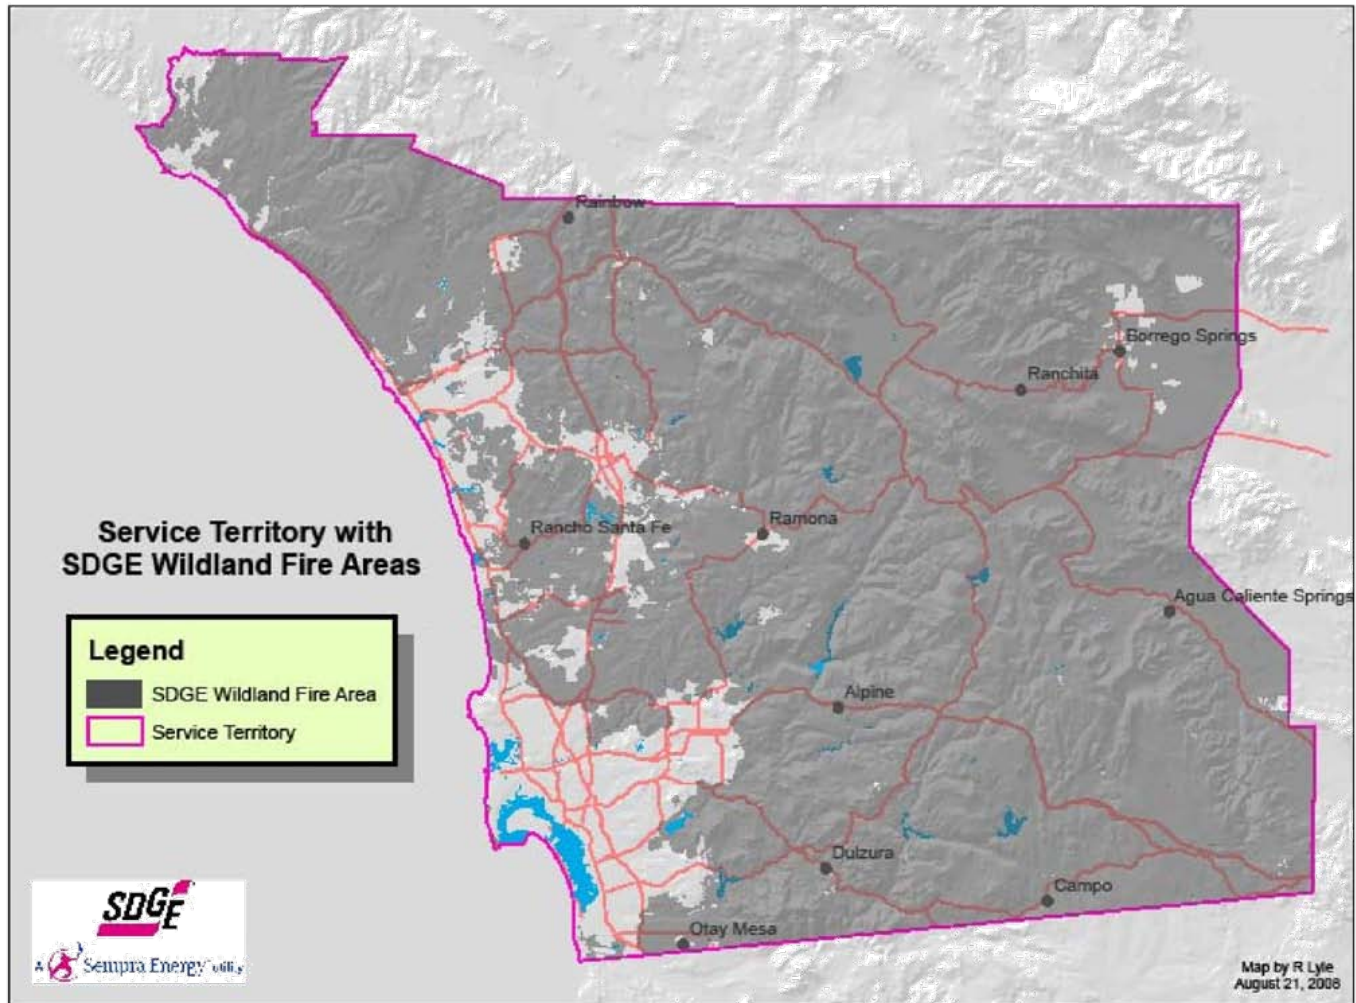 Rainbow
Borrego Springs
Ranchita
Rancho Santa Fe
Ramona
Service Territory with
SDGE Wildland Fire Areas
Agua Caliente Springs
Legend
SDGE Wildland Fire Area
Service Territory
Alpine
Dulzura
Campo
Otay Mesa
SDGE
A Sempra Energy utility
Map by R Lyle
August 21, 2008